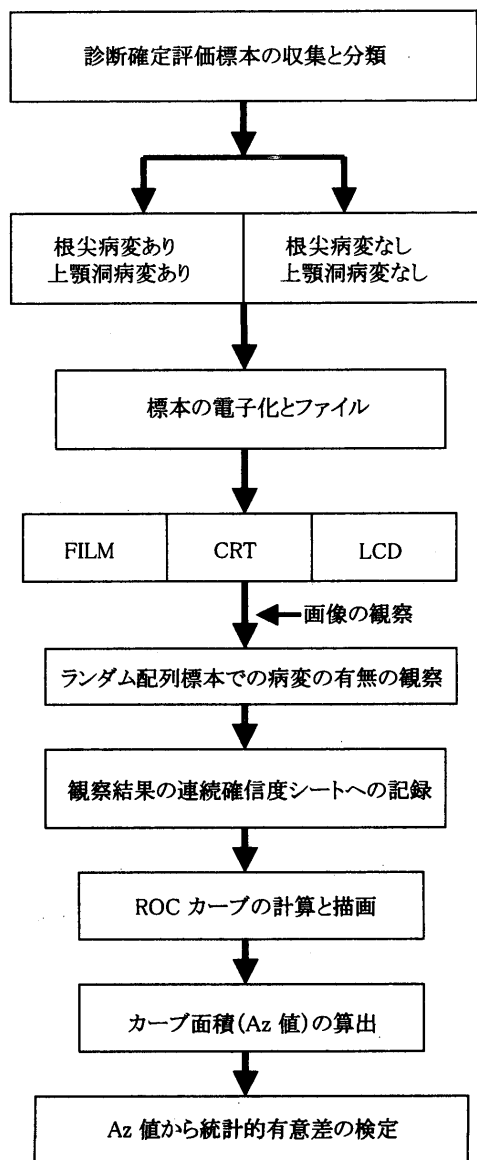 診断確定評価標本の収集と分類
根尖病変あり
上顎洞病変あり
根尖病変なし
上顎洞病変なし
標本の電子化とファイル
FILM
CRT
LCD
画像の観察
ランダム配列標本での病変の有無の観察
観察結果の連続確信度シートへの記録
ROC カーブの計算と描画
カーブ面積(Az 値)の算出
Az 値から統計的有意差の検定